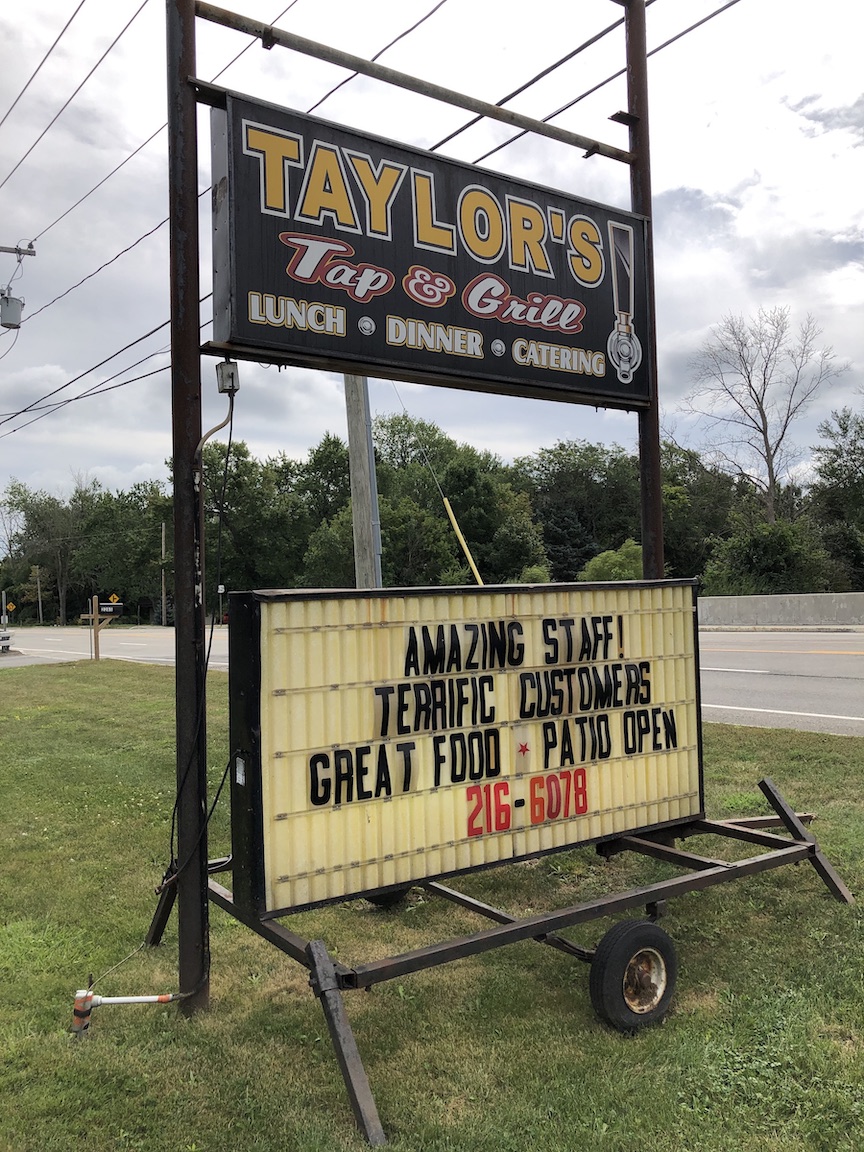 TAYLOR'S
Tap & Grill
LUNCH DINNER CATERING
AMAZING STAFF!
TERRIFIC CUSTOMERS
GREAT FOOD ★ PATIO OPEN
216-6078